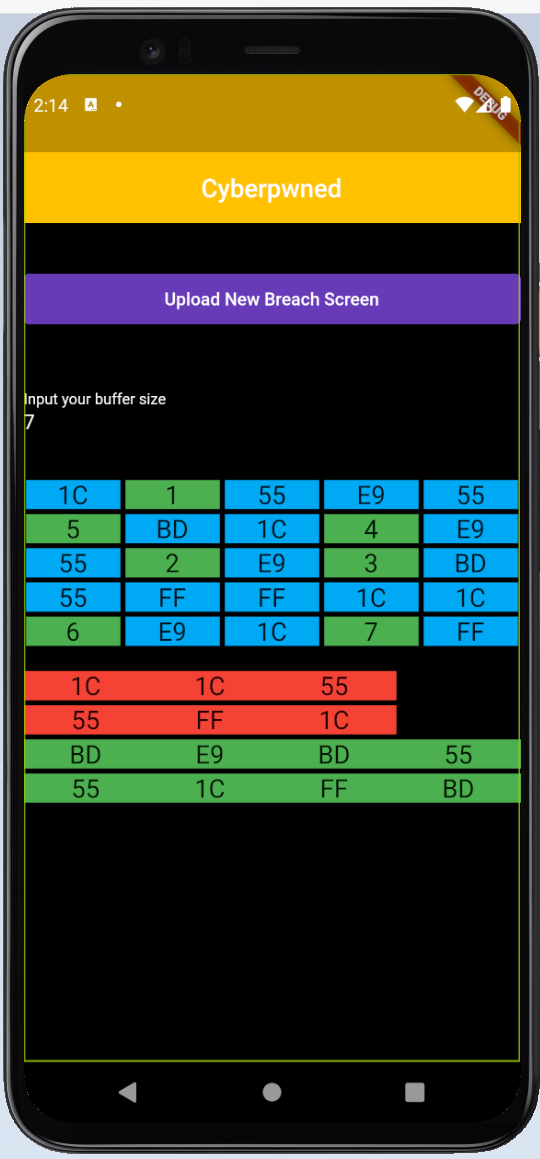 2:14
DEBUG
Cyberpwned
Upload New Breach Screen
Input your buffer size
7
1C 1 55 E9 55
5 BD 1C 4 E9
55 2 E9 3 BD
55 FF FF 1C 1C
6 E9 1C 7 FF
1C 1C 55
55 FF 1C
BD E9 BD 55
55 1C FF BD